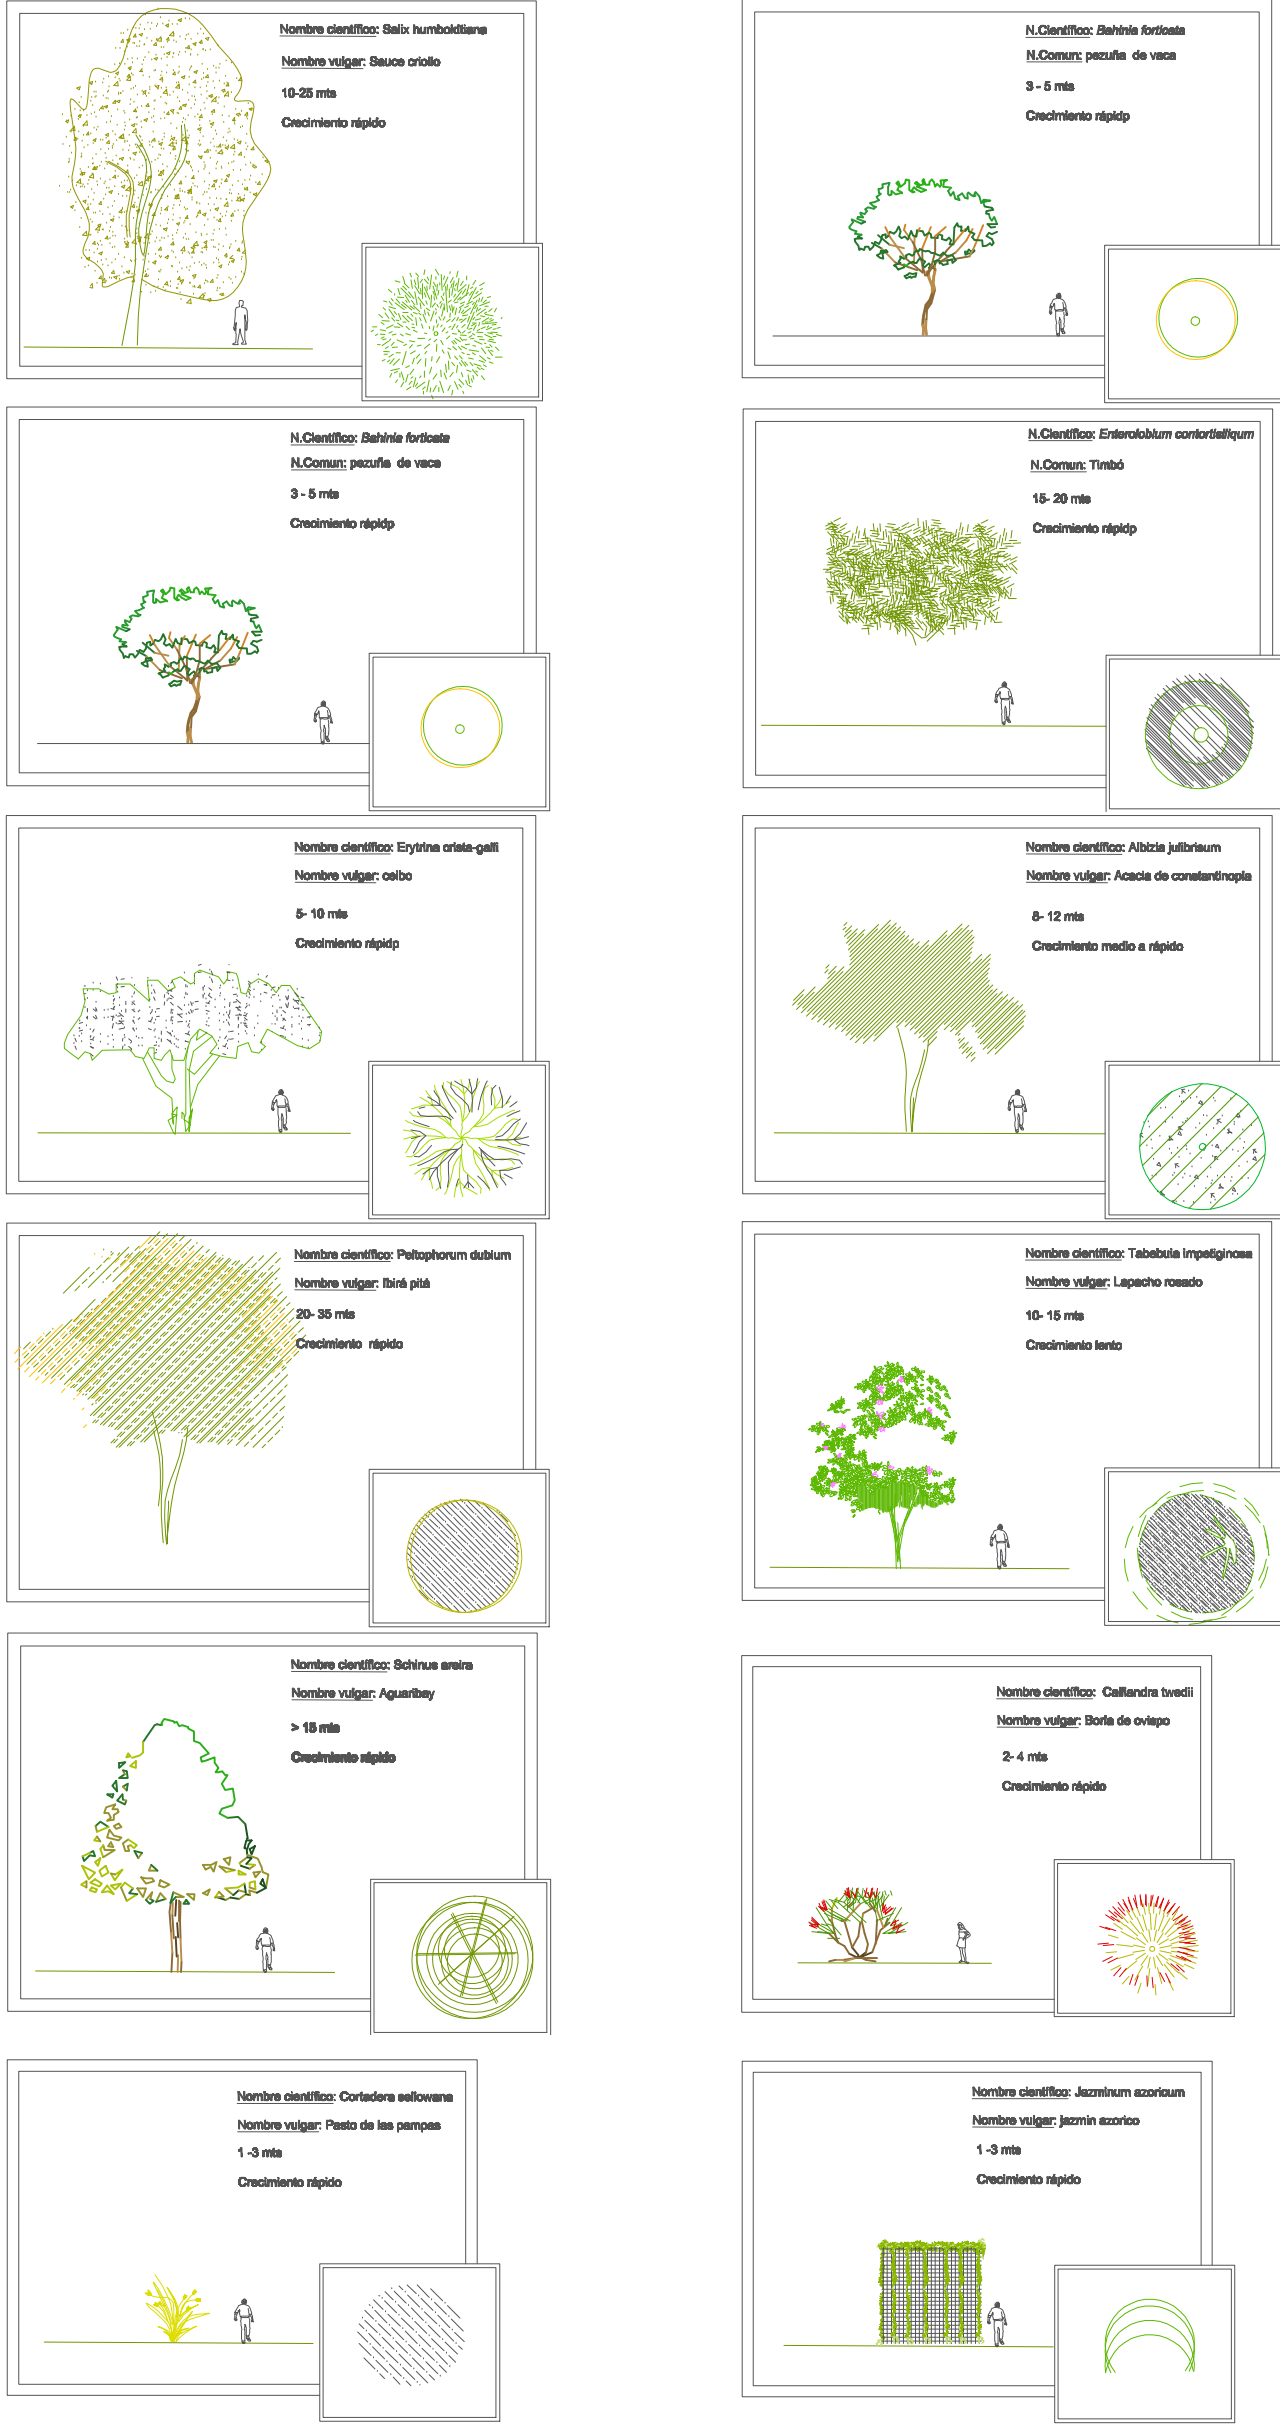 Nombre científico: Salix humboldtiana
Nombre vulgar: Sauce criollo
10-25 mts
Crecimiento rápido
N.Científico: Bahinia forticata
N.Comun: pezuña de vaca
3 - 5 mts
Crecimiento rápidp
N.Científico: Bahinia forticata
N.Comun: pezuña de vaca
3 - 5 mts
Crecimiento rápidp
N.Científico: Enterolobium contortisiliqum
N.Comun: Timbó
15- 20 mts
Crecimiento rápidp
Nombre científico: Erytrina crista-galli
Nombre vulgar: ceibo
5- 10 mts
Crecimiento rápidp
Nombre científico: Albizia julibrisum
Nombre vulgar: Acacia de constantinopla
8- 12 mts
Crecimiento medio a rápido
Nombre científico: Peltophorum dubium
Nombre vulgar: Ibirá pitá
20- 35 mts
Crecimiento rápido
Nombre científico: Tabebuia impetiginosa
Nombre vulgar: Lapacho rosado
10- 15 mts
Crecimiento lento
Nombre científico: Schinus areira
Nombre vulgar: Aguaribay
> 15 mts
Crecimiento rápido
Nombre científico: Calliandra twedii
Nombre vulgar: Borla de ovispo
2- 4 mts
Crecimiento rápido
Nombre científico: Cortadera sellowana
Nombre vulgar: Pasto de las pampas
1 -3 mts
Crecimiento rápido
Nombre científico: Jazminum azoricum
Nombre vulgar: jazmin azorico
1 -3 mts
Crecimiento rápido